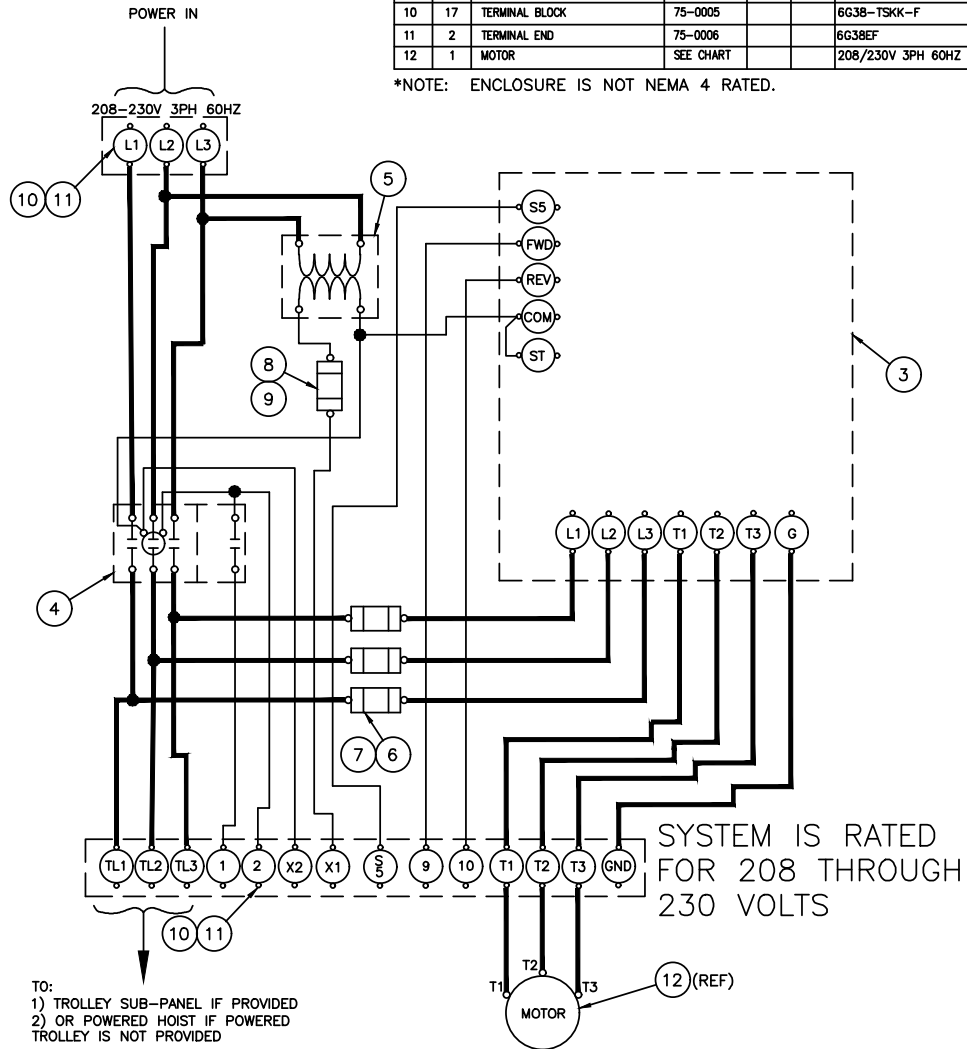 POWER IN
10 17 TERMINAL BLOCK 75-0005 6G38-TSKK-F
11 2 TERMINAL END 75-0006 6G38EF
12 1 MOTOR SEE CHART 208/230V 3PH 60HZ
*NOTE: ENCLOSURE IS NOT NEMA 4 RATED.
208-230V 3PH 60HZ
L1 L2 L3
10 11
5
S5
FWD
REV
COM
ST
3
8
9
L1 L2 L3 T1 T2 T3 G
4
7 6
SYSTEM IS RATED
FOR 208 THROUGH
230 VOLTS
TL1 TL2 TL3 1 2 X2 X1 S5 9 10 T1 T2 T3 GND
10 11
T1 T2 T3
MOTOR
12 (REF)
TO:
1) TROLLEY SUB-PANEL IF PROVIDED
2) OR POWERED HOIST IF POWERED
TROLLEY IS NOT PROVIDED